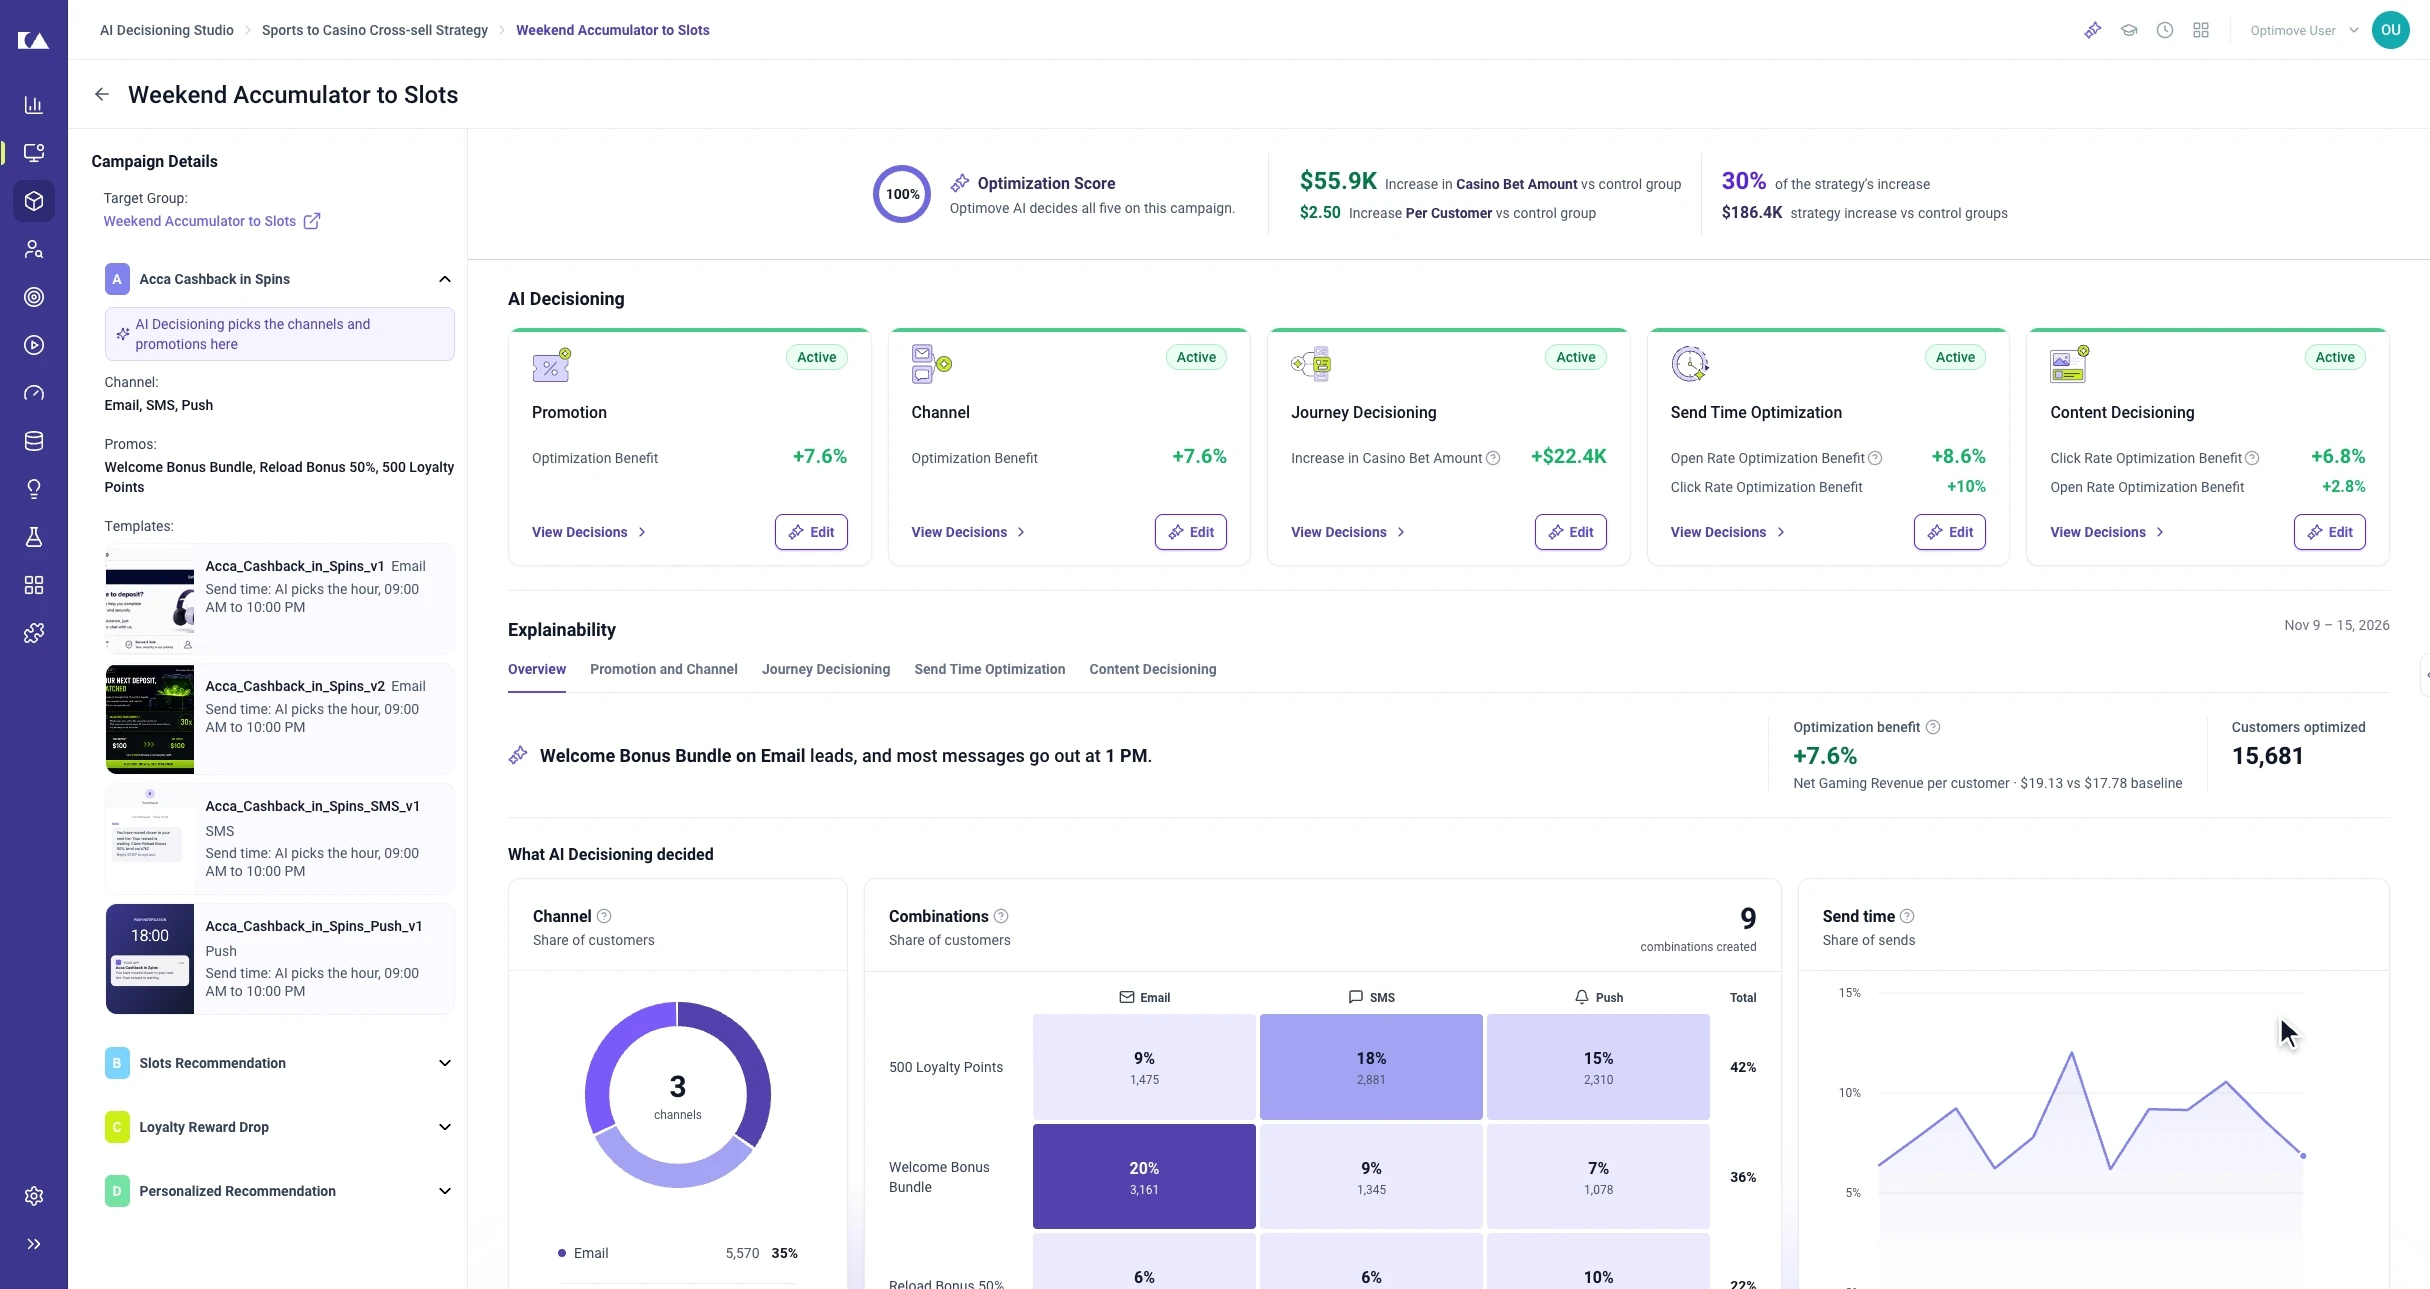 AI Decisioning Studio
Sports to Casino Cross-sell Strategy
Weekend Accumulator to Slots
Optimove User
OU
Weekend Accumulator to Slots
Campaign Details
Target Group:
Weekend Accumulator to Slots
A
Acca Cashback in Spins
AI Decisioning picks the channels and
promotions here
Channel:
Email, SMS, Push
Promos:
Welcome Bonus Bundle, Reload Bonus 50%, 500 Loyalty
Points
Templates:
Acca_Cashback_in_Spins_v1 Email
Send time: AI picks the hour, 09:00
AM to 10:00 PM
Acca_Cashback_in_Spins_v2 Email
Send time: AI picks the hour, 09:00
AM to 10:00 PM
Acca_Cashback_in_Spins_SMS_v1
SMS
Send time: AI picks the hour, 09:00
AM to 10:00 PM
18:00
Acca_Cashback_in_Spins_Push_v1
Push
Send time: AI picks the hour, 09:00
AM to 10:00 PM
B
Slots Recommendation
C
Loyalty Reward Drop
D
Personalized Recommendation
100%
Optimization Score
Optimove AI decides all five on this campaign.
$55.9K Increase in Casino Bet Amount vs control group
$2.50 Increase Per Customer vs control group
30% of the strategy's increase
$186.4K strategy increase vs control groups
AI Decisioning
Active
Promotion
Optimization Benefit
+7.6%
View Decisions
Edit
Active
Channel
Optimization Benefit
+7.6%
View Decisions
Edit
Active
Journey Decisioning
Increase in Casino Bet Amount
+$22.4K
View Decisions
Edit
Active
Send Time Optimization
Open Rate Optimization Benefit
+8.6%
Click Rate Optimization Benefit
+10%
View Decisions
Edit
Active
Content Decisioning
Click Rate Optimization Benefit
+6.8%
Open Rate Optimization Benefit
+2.8%
View Decisions
Edit
Explainability
Nov 9 – 15, 2026
Overview
Promotion and Channel
Journey Decisioning
Send Time Optimization
Content Decisioning
Welcome Bonus Bundle on Email leads, and most messages go out at 1 PM.
Optimization benefit
+7.6%
Net Gaming Revenue per customer · $19.13 vs $17.78 baseline
Customers optimized
15,681
What AI Decisioning decided
Channel
Share of customers
3
channels
Email
5,570
35%
Combinations
Share of customers
9
combinations created
Email
SMS
Push
Total
500 Loyalty Points
9%
1,475
18%
2,881
15%
2,310
42%
Welcome Bonus
Bundle
20%
3,161
9%
1,345
7%
1,078
36%
Reload Bonus 50%
6%
6%
10%
22%
Send time
Share of sends
15%
10%
5%